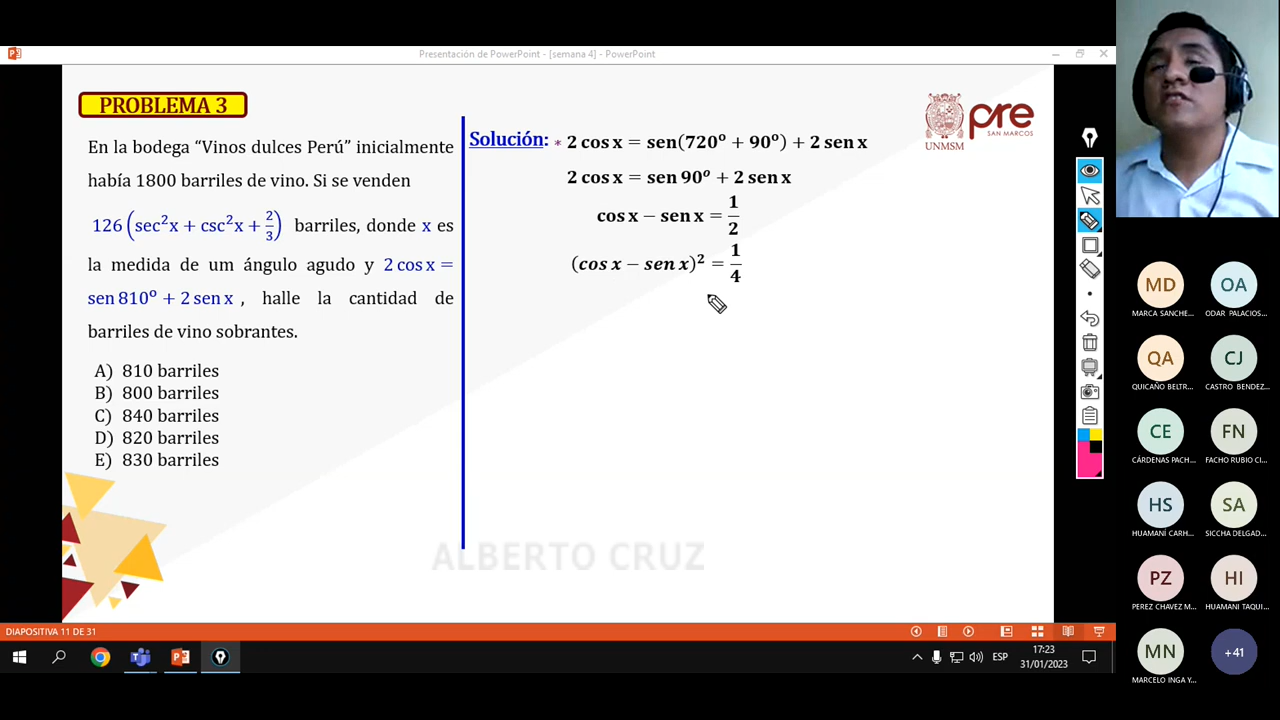 Presentación de PowerPoint - [semana 4] - PowerPoint
PROBLEMA 3
En la bodega “Vinos dulces Perú” inicialmente
había 1800 barriles de vino. Si se venden
126 (sec²x + csc²x + 2/3) barriles, donde x es
la medida de um ángulo agudo y 2 cos x =
sen 810° + 2 sen x , halle la cantidad de
barriles de vino sobrantes.
A) 810 barriles
B) 800 barriles
C) 840 barriles
D) 820 barriles
E) 830 barriles
Solución: * 2 cos x = sen(720° + 90°) + 2 sen x
2 cos x = sen 90° + 2 sen x
cos x − sen x = 1/2
(cos x − sen x)² = 1/4
UNMSM
pre
SAN MARCOS
ALBERTO CRUZ
DIAPOSITIVA 11 DE 31
ESP
17:23
31/01/2023
MD
MARCA SANCHE...
OA
ODAR PALACIOS...
QA
QUICAÑO BELTR...
CJ
CASTRO BENDEZ...
CE
CÁRDENAS PACH...
FN
FACHO RUBIO CI...
HS
HUAMANÍ CARH...
SA
SICCHA DELGAD...
PZ
PEREZ CHAVEZ M...
HI
HUAMANI TAQUI...
MN
MARCELO INGA Y...
+41